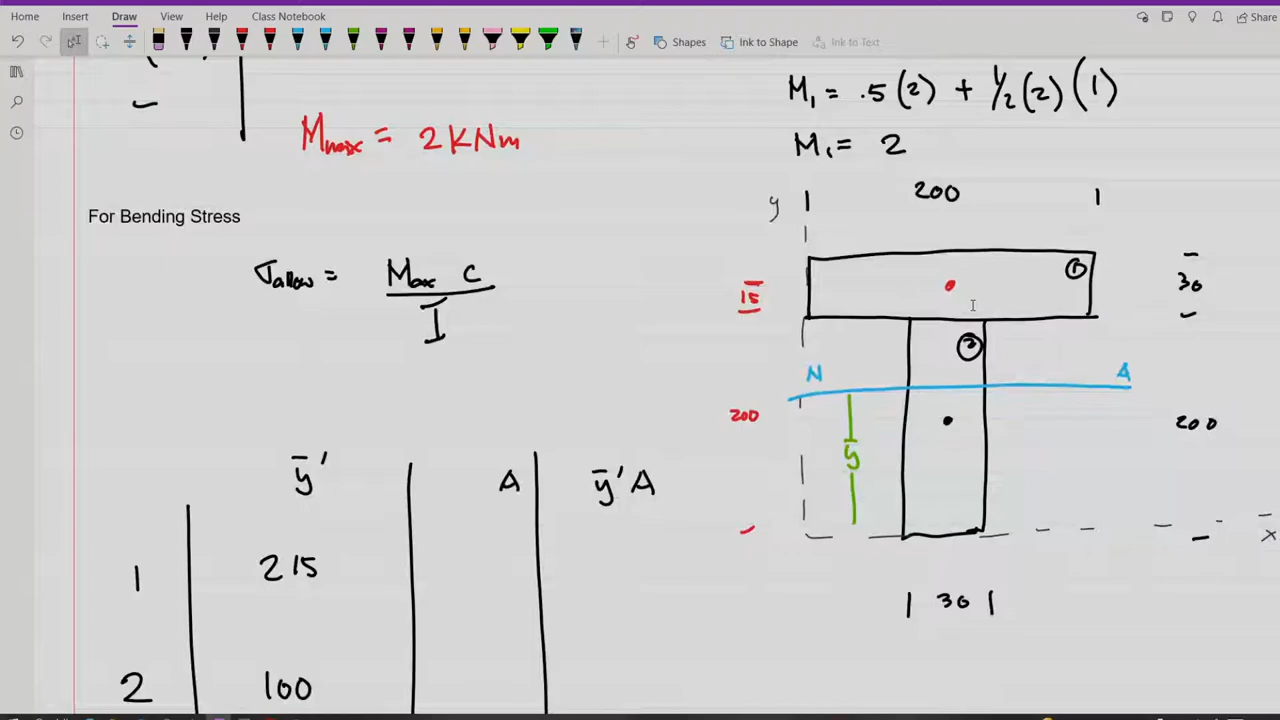 Home Insert Draw View Help Class Notebook Share
Shapes Ink to Shape Ink to Text
M₁ = .5(2) + 1/2(2)(1)
Mmax = 2KNm
M₁ = 2
For Bending Stress
y 200
σallow = Mmax c / I
1
15
30
2
N A
200
ȳ
200
x
30
ȳ' A ȳ'A
1 215
2 100